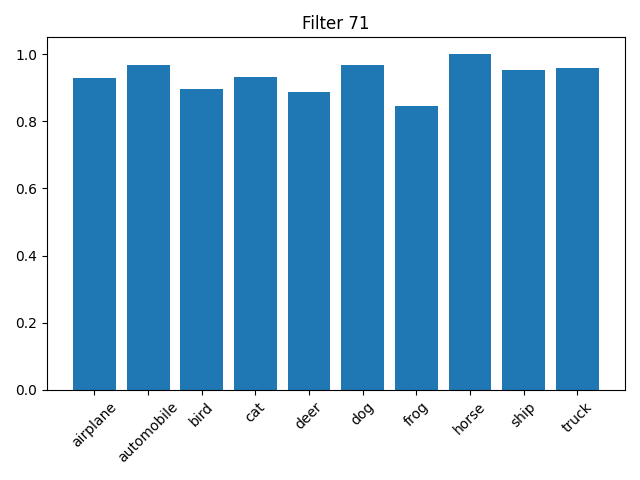 Filter 71
1.0
0.8
0.6
0.4
0.2
0.0
airplane
automobile
bird
cat
deer
dog
frog
horse
ship
truck